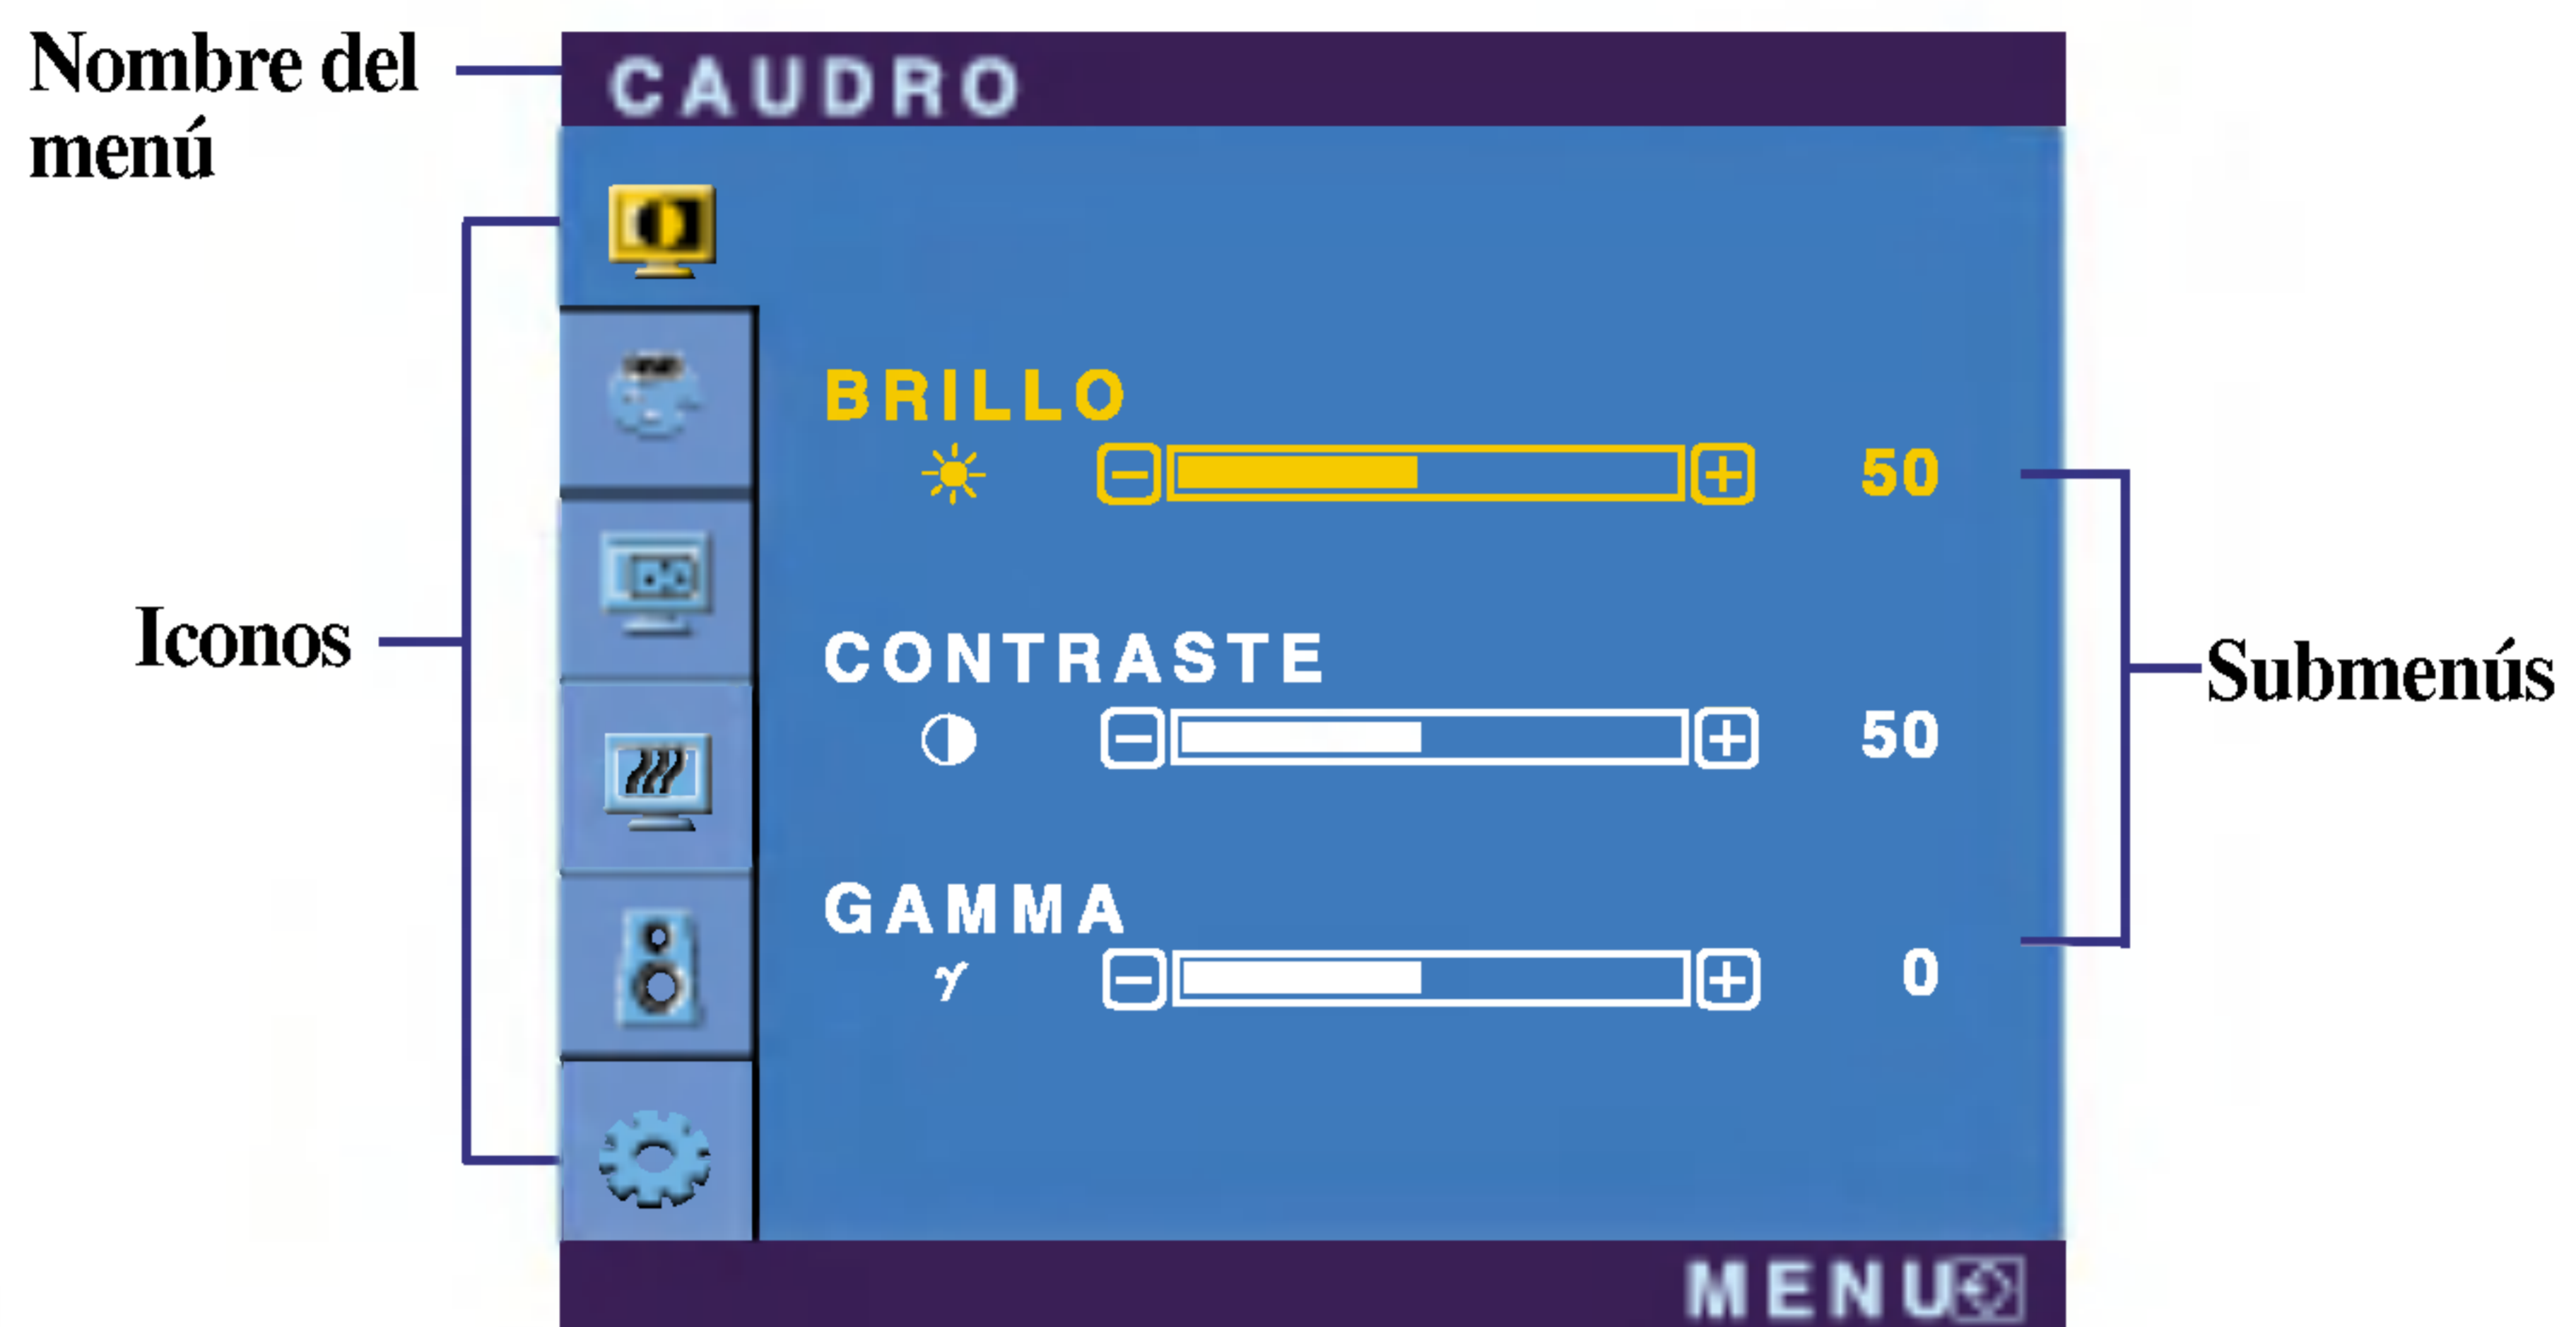 Nombre del
menú
CAUDRO
BRILLO
50
Iconos
CONTRASTE
50
Submenús
GAMMA
γ
0
MENU